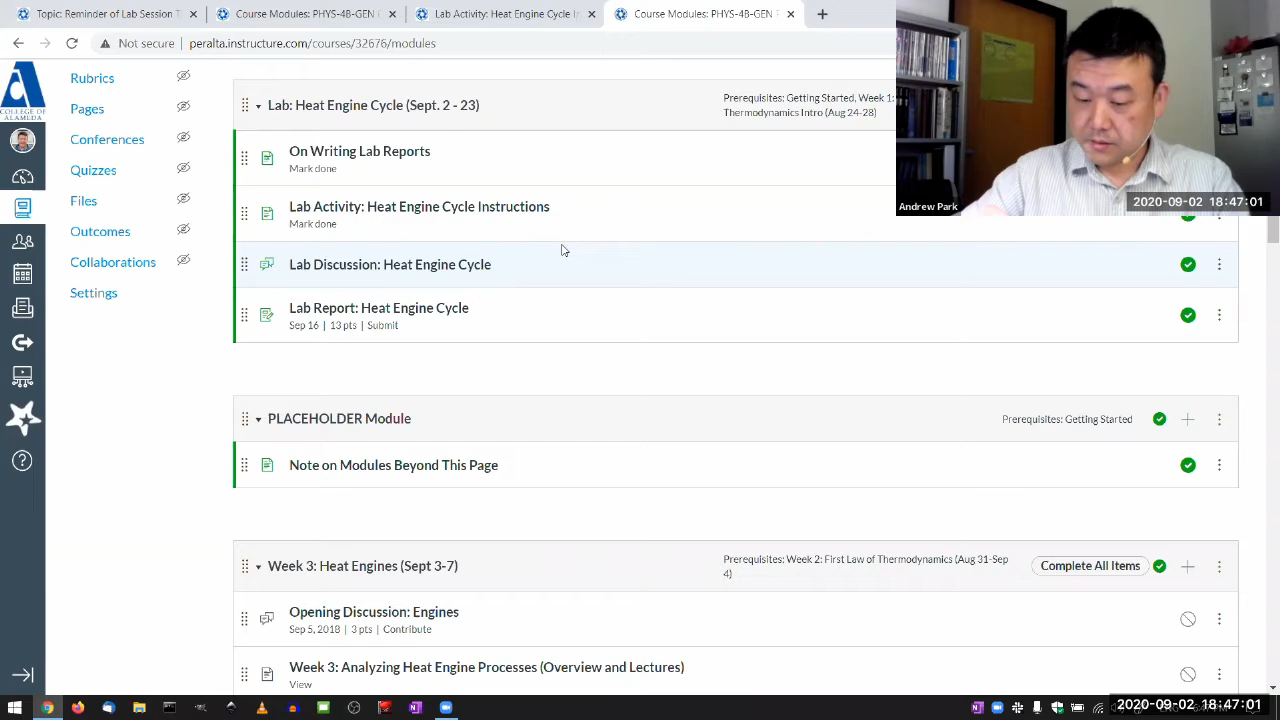 Topic: Reminder of Lab Session T
Course Modules: PHYS-4B-GEN
Lab Activity: Heat Engine Cycle I
Course Modules: PHYS-4B-GEN
Not secure
peralta.instructure.com/courses/32676/modules
COLLEGE OF
ALAMEDA
Rubrics
Pages
Conferences
Quizzes
Files
Outcomes
Collaborations
Settings
Lab: Heat Engine Cycle (Sept. 2 - 23)
Prerequisites: Getting Started, Week 1:
Thermodynamics Intro (Aug 24-28)
On Writing Lab Reports
Mark done
Lab Activity: Heat Engine Cycle Instructions
Mark done
Lab Discussion: Heat Engine Cycle
Lab Report: Heat Engine Cycle
Sep 16 | 13 pts | Submit
PLACEHOLDER Module
Prerequisites: Getting Started
Note on Modules Beyond This Page
Week 3: Heat Engines (Sept 3-7)
Prerequisites: Week 2: First Law of Thermodynamics (Aug 31-Sep
4)
Complete All Items
Opening Discussion: Engines
Sep 5, 2018 | 3 pts | Contribute
Week 3: Analyzing Heat Engine Processes (Overview and Lectures)
View
Andrew Park
2020-09-02 18:47:01
2020-09-02 18:47:01